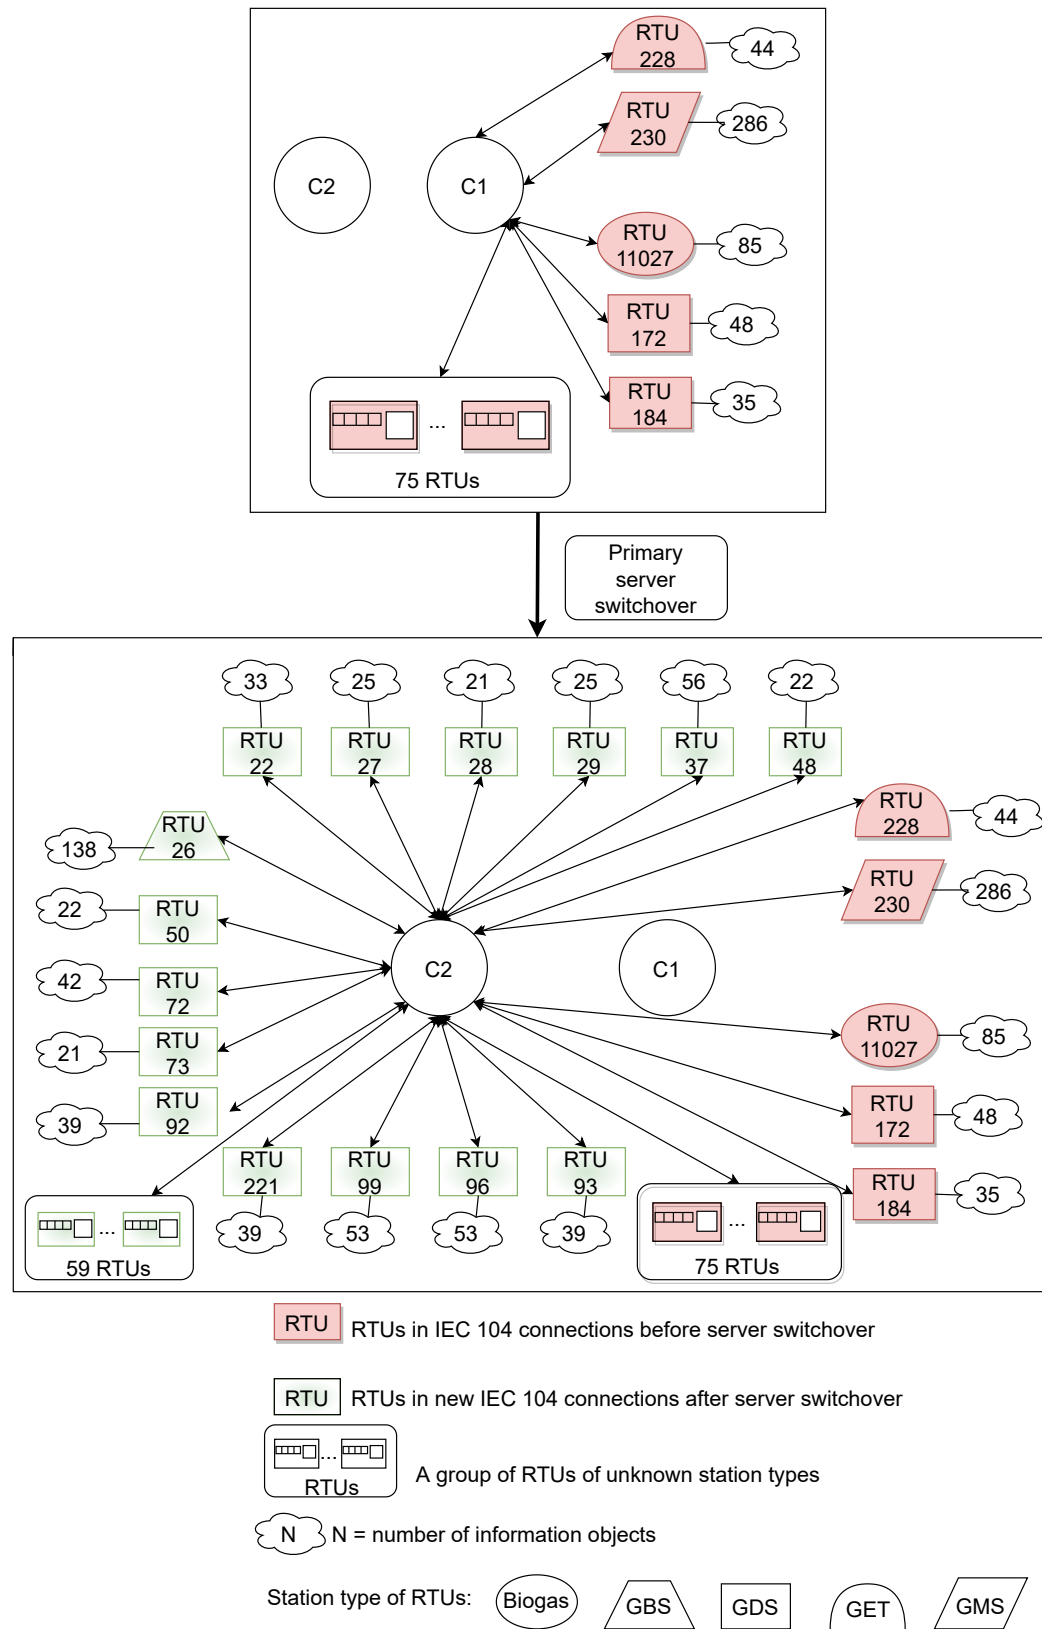 RTU
228
44
RTU
230
286
C2
C1
RTU
11027
85
RTU
172
48
RTU
184
35
...
75 RTUs
Primary
server
switchover
33
25
21
25
56
22
RTU
22
RTU
27
RTU
28
RTU
29
RTU
37
RTU
48
RTU
228
44
RTU
26
138
RTU
230
286
22
RTU
50
C2
C1
42
RTU
72
RTU
11027
85
21
RTU
73
39
RTU
92
RTU
172
48
RTU
221
RTU
99
RTU
96
RTU
93
RTU
184
35
39
53
53
39
...
59 RTUs
...
75 RTUs
RTU RTUs in IEC 104 connections before server switchover
RTU RTUs in new IEC 104 connections after server switchover
...
RTUs
A group of RTUs of unknown station types
N N = number of information objects
Station type of RTUs: Biogas GBS GDS GET GMS